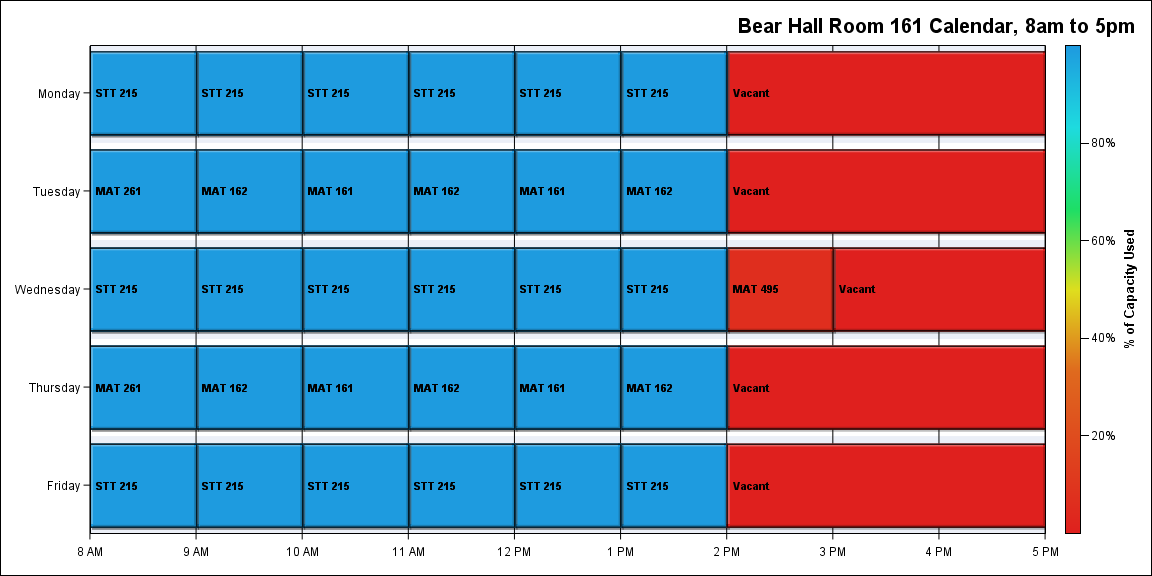 Bear Hall Room 161 Calendar, 8am to 5pm
Monday STT 215 STT 215 STT 215 STT 215 STT 215 STT 215 Vacant
80%
Tuesday MAT 261 MAT 162 MAT 161 MAT 162 MAT 161 MAT 162 Vacant
60%
% of Capacity Used
Wednesday STT 215 STT 215 STT 215 STT 215 STT 215 STT 215 MAT 495 Vacant
40%
Thursday MAT 261 MAT 162 MAT 161 MAT 162 MAT 161 MAT 162 Vacant
20%
Friday STT 215 STT 215 STT 215 STT 215 STT 215 STT 215 Vacant
8 AM 9 AM 10 AM 11 AM 12 PM 1 PM 2 PM 3 PM 4 PM 5 PM